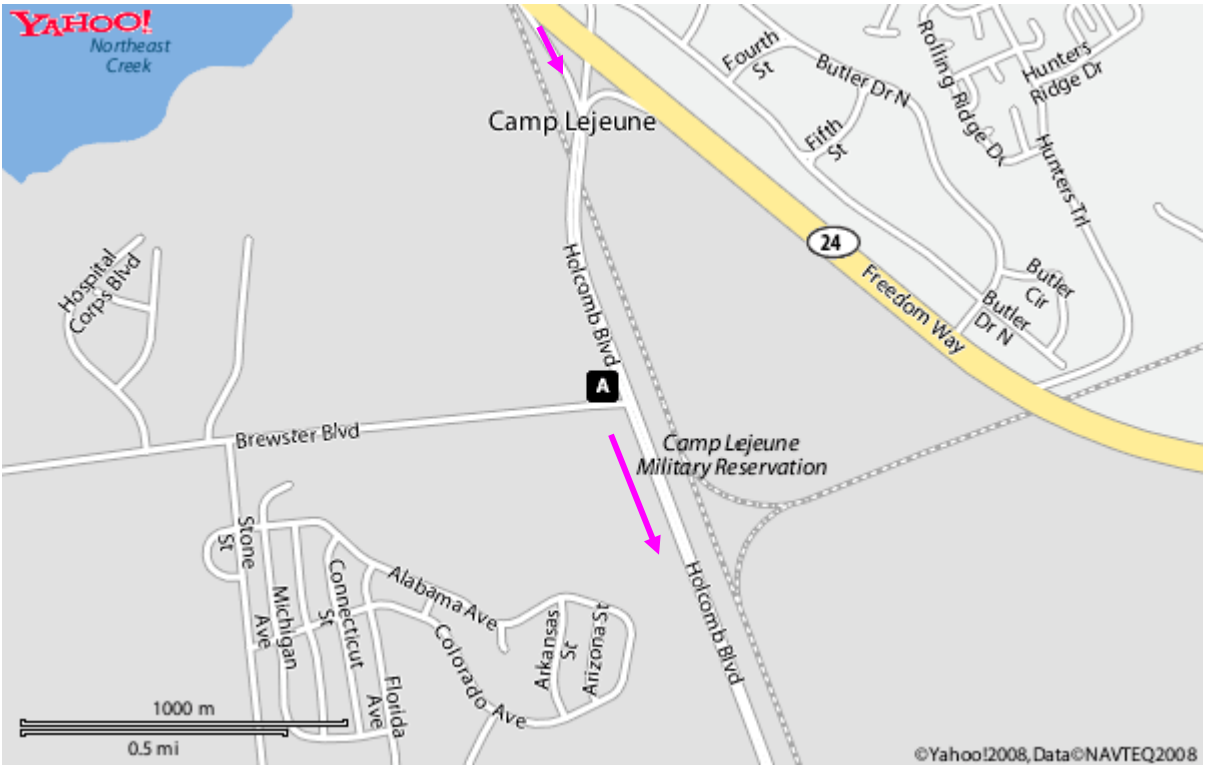 YAHOO!
Northeast
Creek
Camp Lejeune
Fourth
St
Butler Dr N
Fifth
St
Rolling Ridge Dr
Hunters
Ridge Dr
Hunters Trl
24
Freedom Way
Butler
Cir
Butler
Dr N
Hospital
Corps Blvd
Holcomb Blvd
A
Brewster Blvd
Camp Lejeune
Military Reservation
Stone
Ave
St
Michigan
Connecticut
St
Alabama Ave
Colorado Ave
Florida
Ave
Arkansas
St
Arizona St
Holcomb Blvd
1000 m
0.5 mi
©Yahoo!2008, Data©NAVTEQ2008